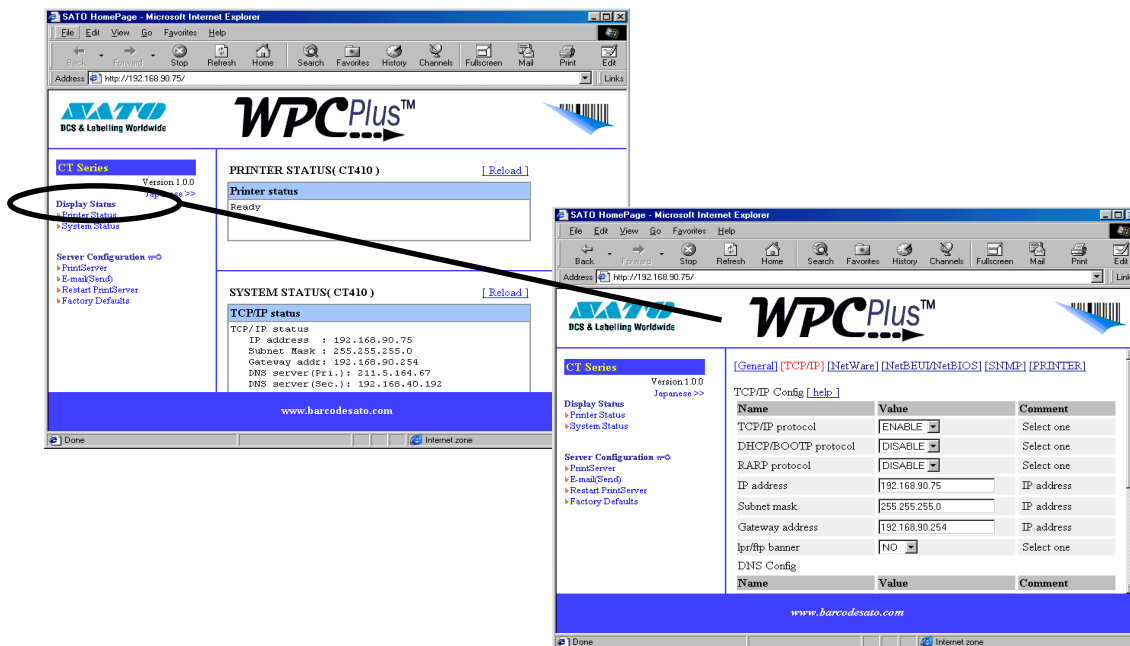 SATO HomePage - Microsoft Internet Explorer
File Edit View Go Favorites Help
Back Forward Stop Refresh Home Search Favorites History Channels Fullscreen Mail Print Edit
Address http://192.168.90.75/ Links
SATO
DCS & Labelling Worldwide
WPC Plus™
CT Series
Version 1.0.0
Japanese >>
Display Status
Printer Status
System Status
Server Configuration
PrintServer
E-mail(Send)
Restart PrintServer
Factory Defaults
PRINTER STATUS( CT410 ) [ Reload ]
Printer status
Ready
SYSTEM STATUS( CT410 ) [ Reload ]
TCP/IP status
TCP/IP status
IP address : 192.168.90.75
Subnet Mask : 255.255.255.0
Gateway addr: 192.168.90.254
DNS server(Pri.): 211.5.164.67
DNS server(Sec.): 192.168.40.192
www.barcodesato.com
Done Internet zone
SATO HomePage - Microsoft Internet Explorer
File Edit View Go Favorites Help
Back Forward Stop Refresh Home Search Favorites History Channels Fullscreen Mail Print Edit
Address http://192.168.90.75/ Link
SATO
DCS & Labelling Worldwide
WPC Plus™
CT Series
Version 1.0.0
Japanese >>
Display Status
Printer Status
System Status
Server Configuration
PrintServer
E-mail(Send)
Restart PrintServer
Factory Defaults
[General] [TCP/IP] [NetWare] [NetBEUI/NetBIOS] [SNMP] [PRINTER]
TCP/IP Config [ help ]
Name Value Comment
TCP/IP protocol ENABLE Select one
DHCP/BOOTP protocol DISABLE Select one
RARP protocol DISABLE Select one
IP address 192.168.90.75 IP address
Subnet mask 255.255.255.0 IP address
Gateway address 192.168.90.254 IP address
lpr/ftp banner NO Select one
DNS Config
Name Value Comment
www.barcodesato.com
Done Internet zone